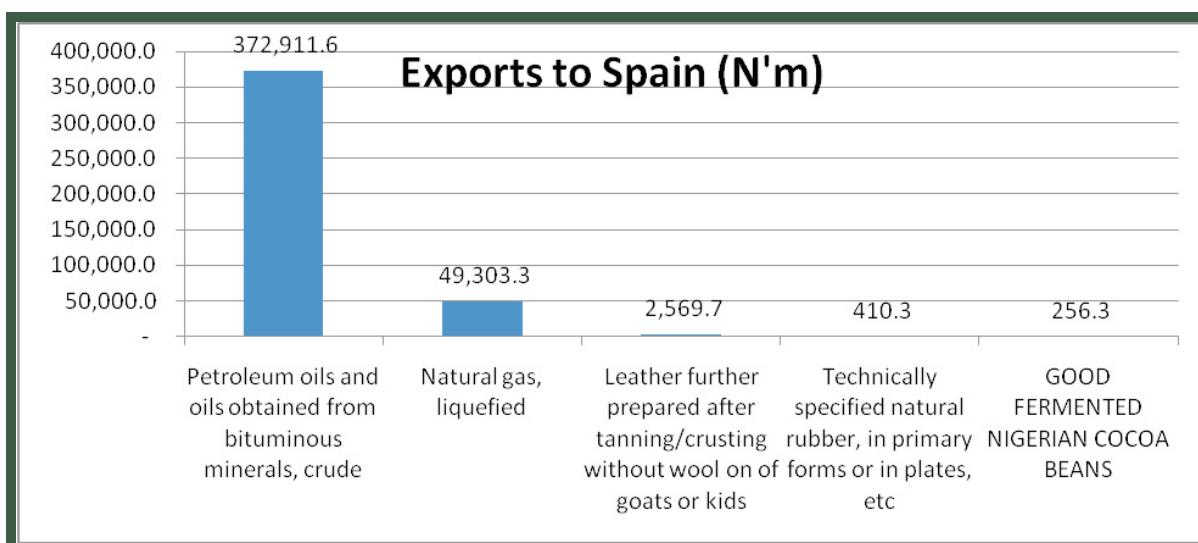 Exports to Spain (N'm)
400,000.0
350,000.0
300,000.0
250,000.0
200,000.0
150,000.0
100,000.0
50,000.0
-
372,911.6
49,303.3
2,569.7
410.3
256.3
Petroleum oils and
oils obtained from
bituminous
minerals, crude
Natural gas,
liquefied
Leather further
prepared after
tanning/crusting
without wool on of
goats or kids
Technically
specified natural
rubber, in primary
forms or in plates,
etc
GOOD
FERMENTED
NIGERIAN COCOA
BEANS